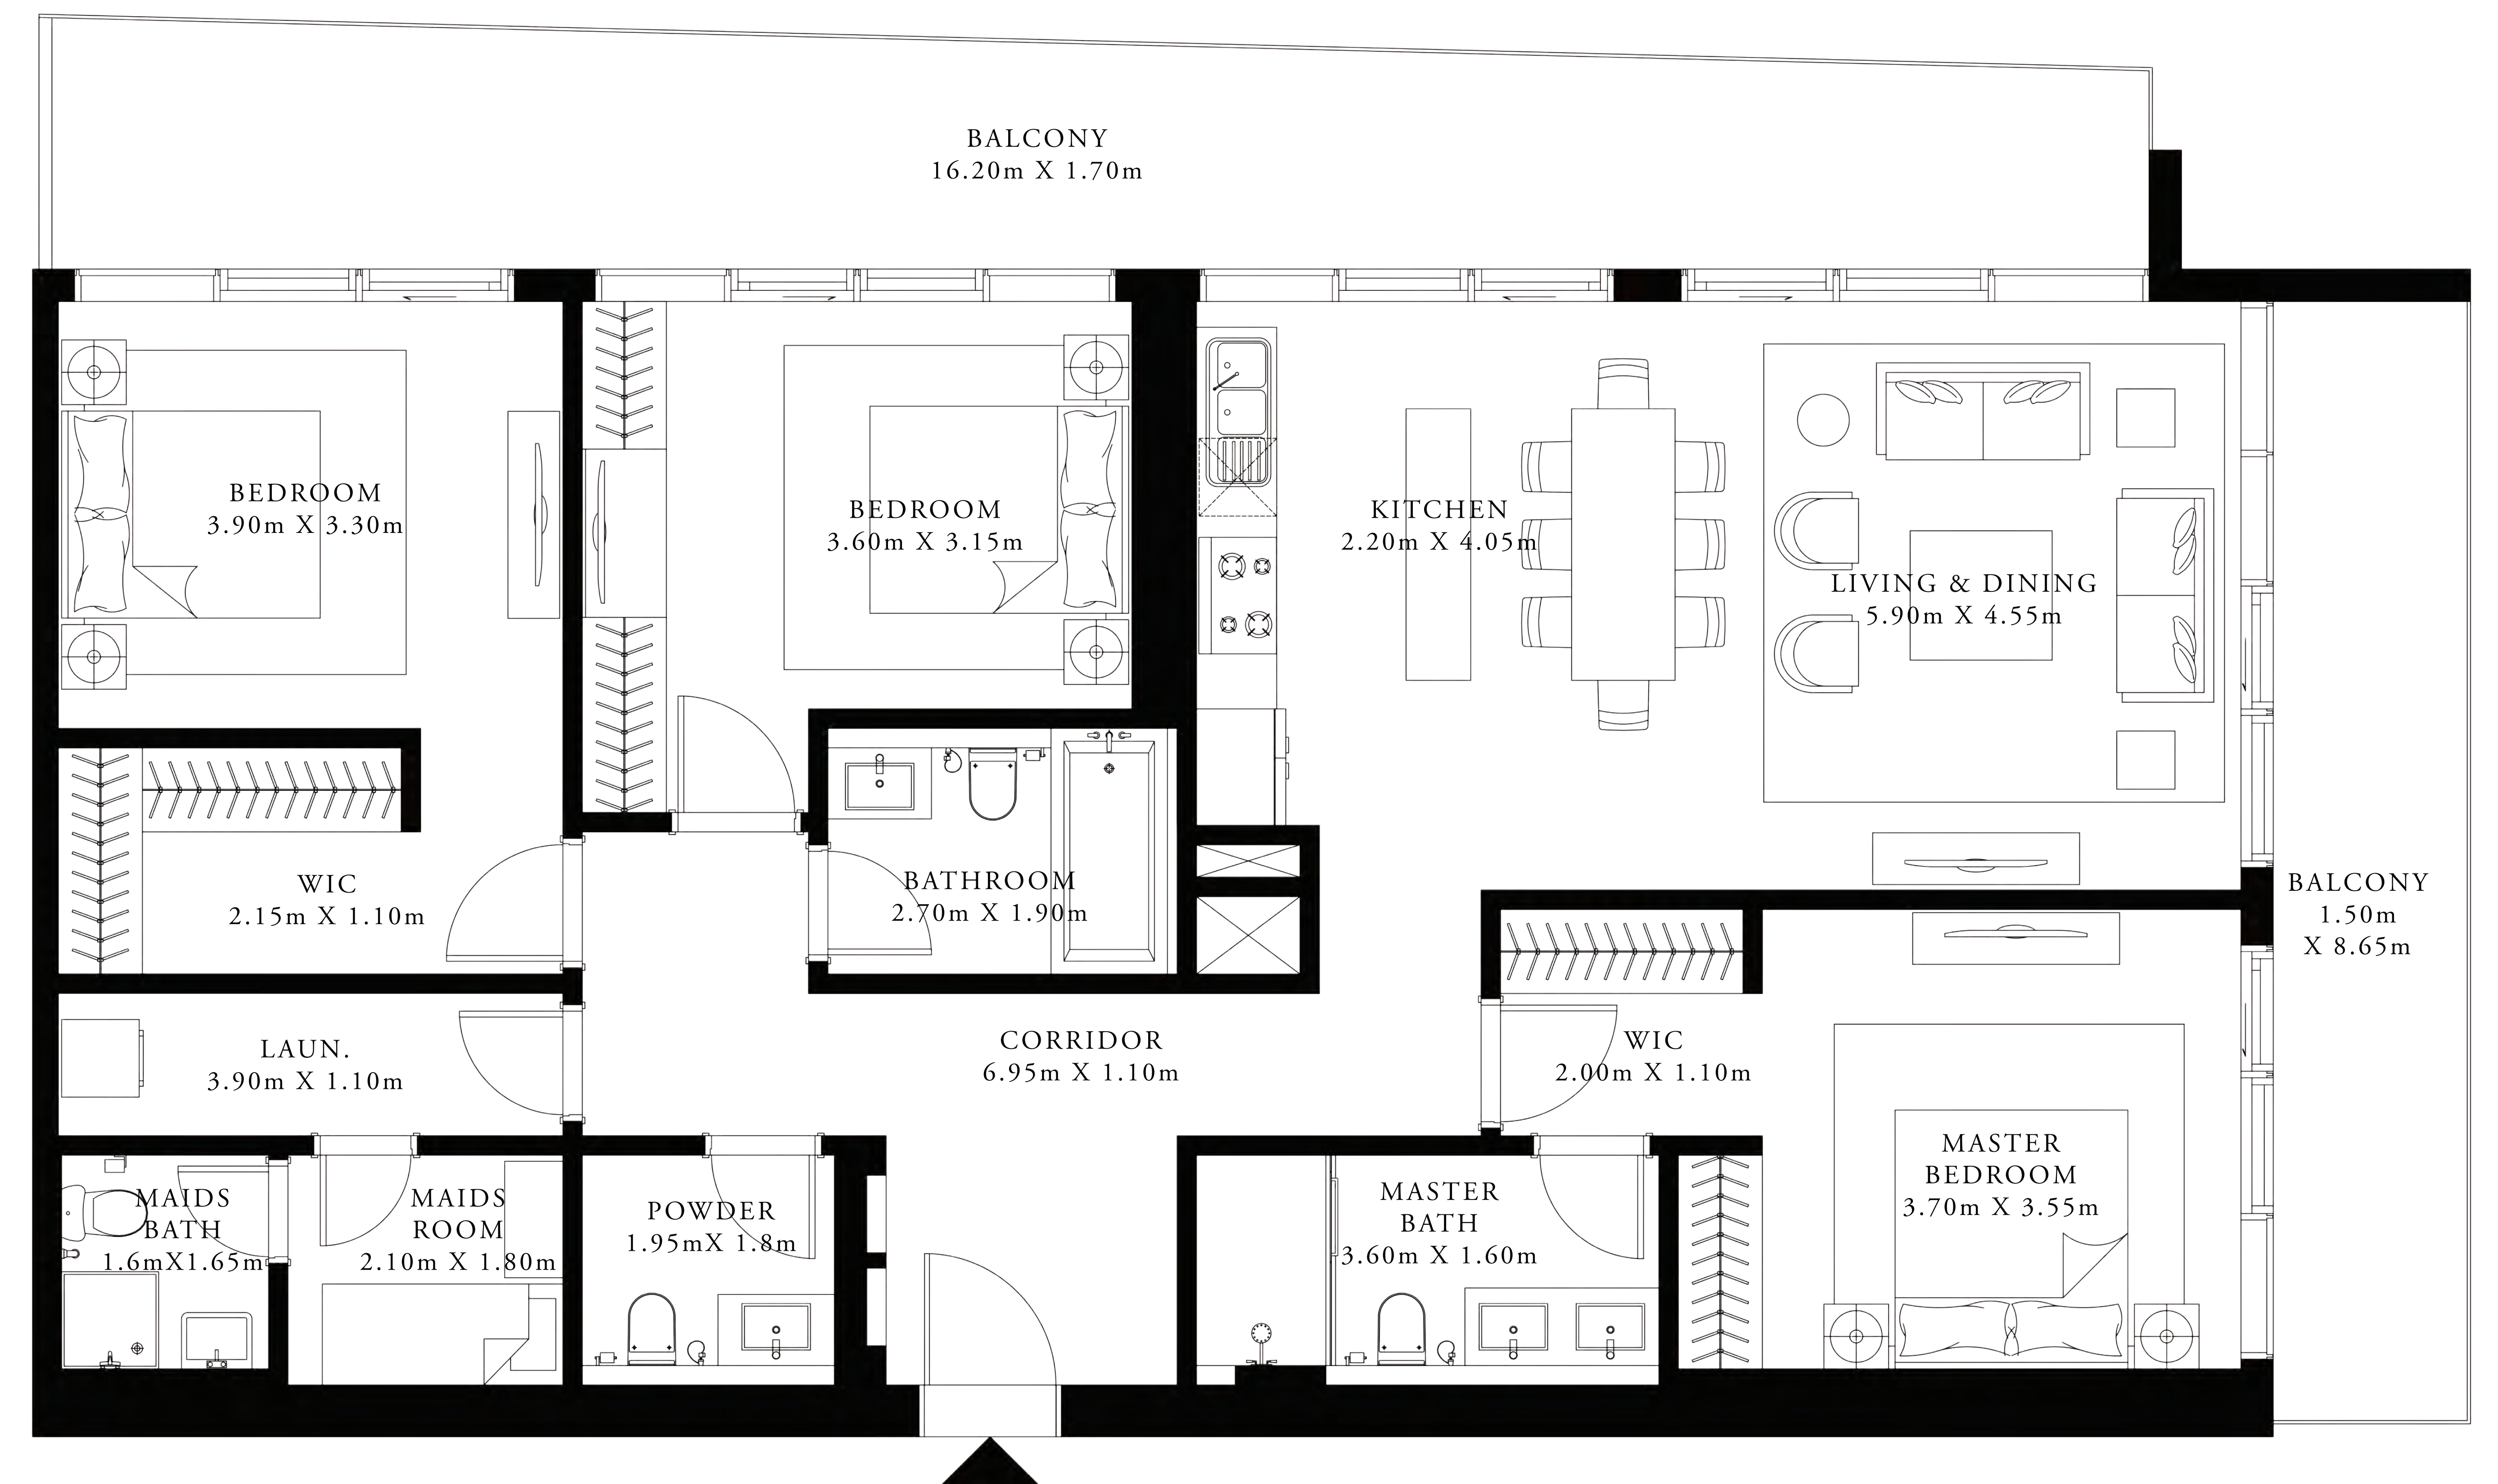 BALCONY
16.20m X 1.70m
BEDROOM
3.90m X 3.30m
BEDROOM
3.60m X 3.15m
KITCHEN
2.20m X 4.05m
LIVING & DINING
5.90m X 4.55m
WIC
2.15m X 1.10m
BATHROOM
2.70m X 1.90m
BALCONY
1.50m
X 8.65m
LAUN.
3.90m X 1.10m
CORRIDOR
6.95m X 1.10m
WIC
2.00m X 1.10m
MAIDS
BATH
1.6mX1.65m
MAIDS
ROOM
2.10m X 1.80m
POWDER
1.95mX 1.8m
MASTER
BATH
3.60m X 1.60m
MASTER
BEDROOM
3.70m X 3.55m